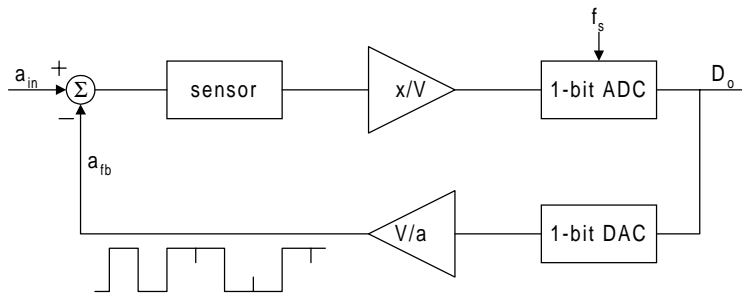 f_s
a_in
+
Σ
−
sensor
x/V
1-bit ADC
D_o
a_fb
V/a
1-bit DAC